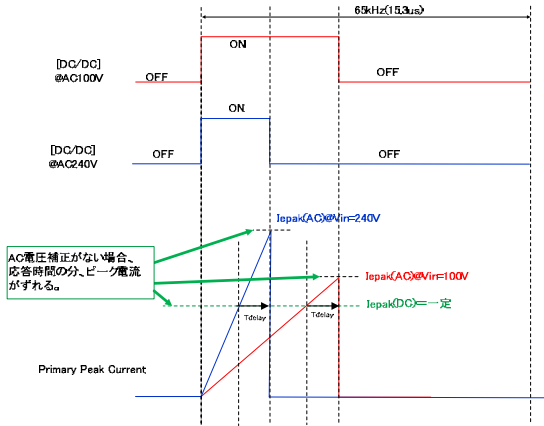 65kHz(15.3us)
ON
[DC/DC]
@AC100V
OFF
OFF
ON
[DC/DC]
@AC240V
OFF
OFF
Iepak(AC)@Vin=240V
AC電圧補正がない場合、
応答時間の分、ピーク電流
がずれる。
Iepak(AC)@Vin=100V
Iepak(DC)=一定
Tdelay
Tdelay
Primary Peak Current